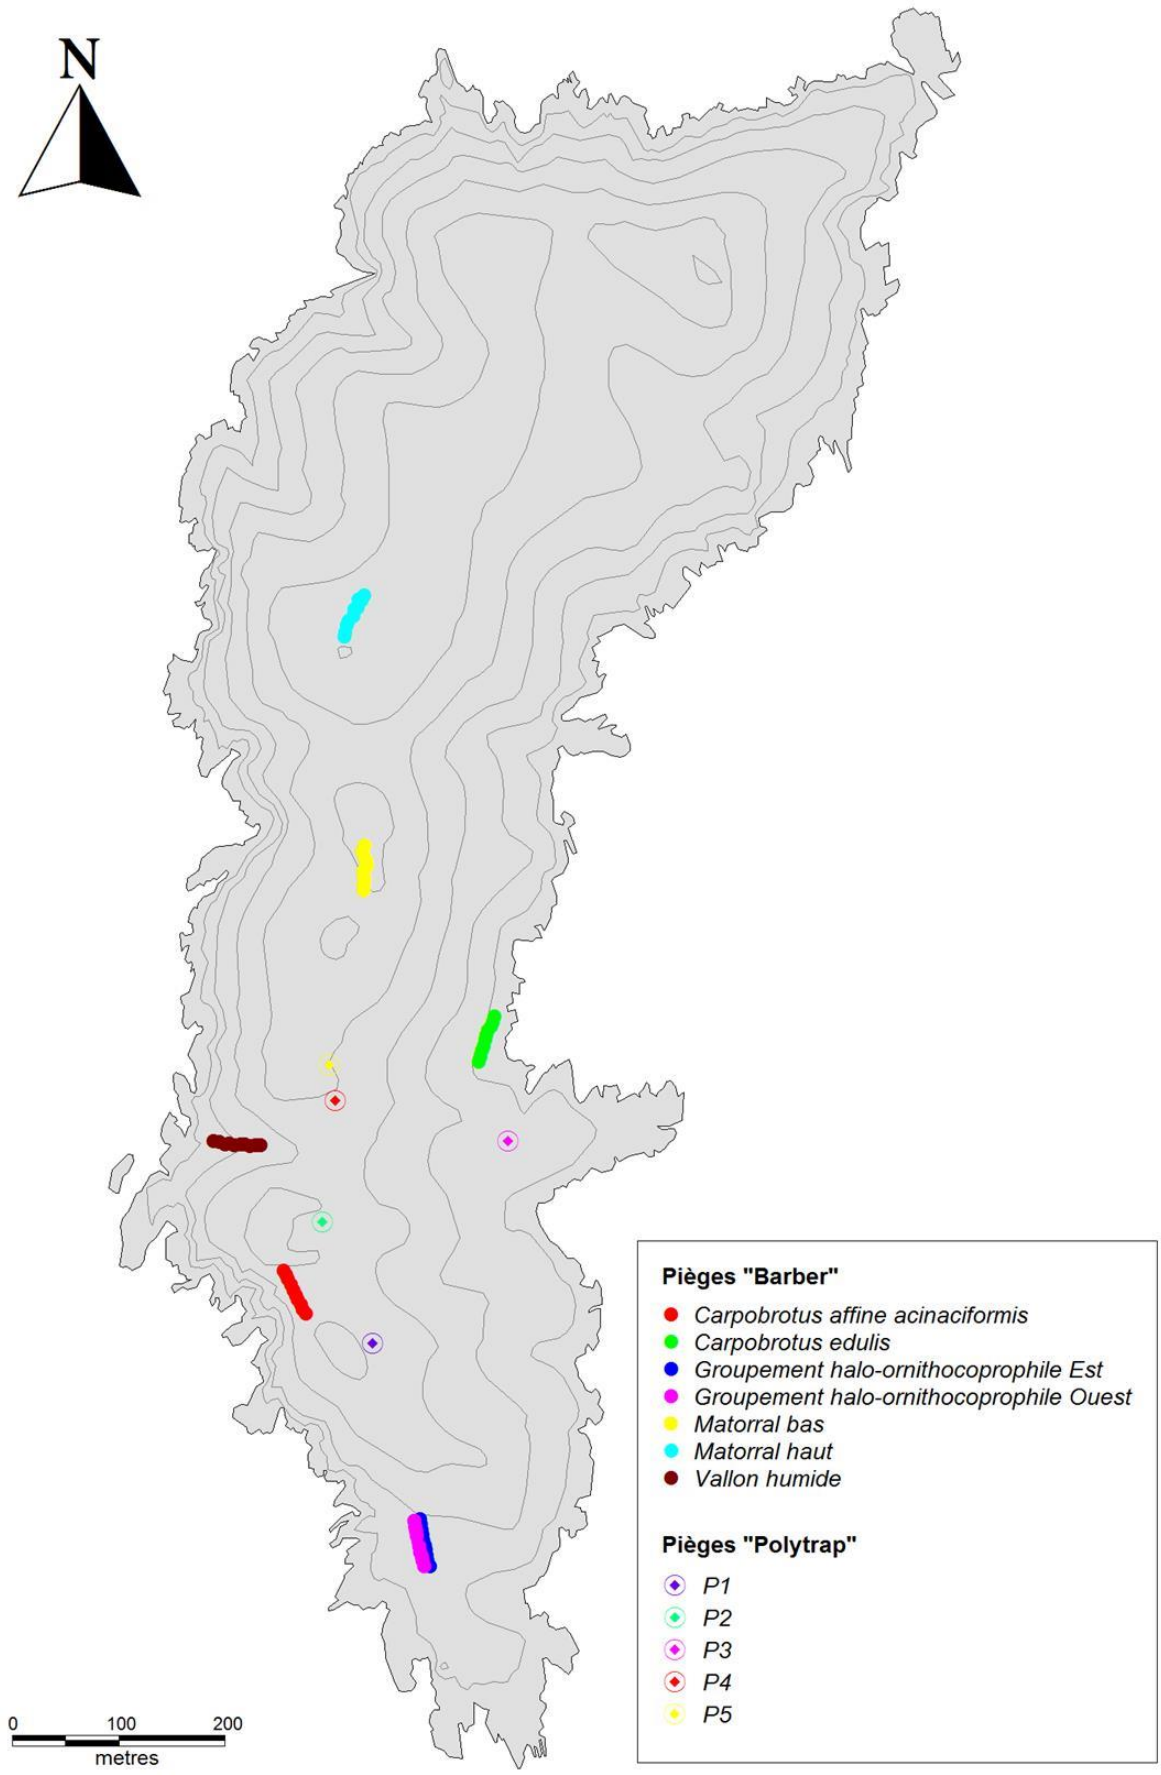 N
Pièges "Barber"
Carpobrotus affine acinaciformis
Carpobrotus edulis
Groupement halo-ornithocoprophile Est
Groupement halo-ornithocoprophile Ouest
Matorral bas
Matorral haut
Vallon humide
Pièges "Polytrap"
P1
P2
P3
P4
P5
0 100 200
metres